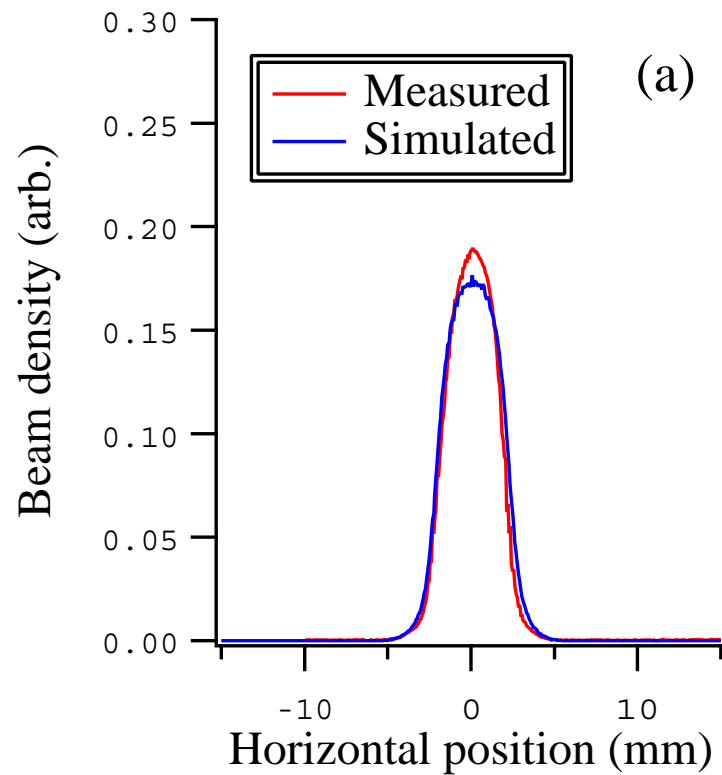 0.30
(a)
Measured
Simulated
0.25
0.20
0.15
0.10
0.05
0.00
Beam density (arb.)
-10 0 10
Horizontal position (mm)